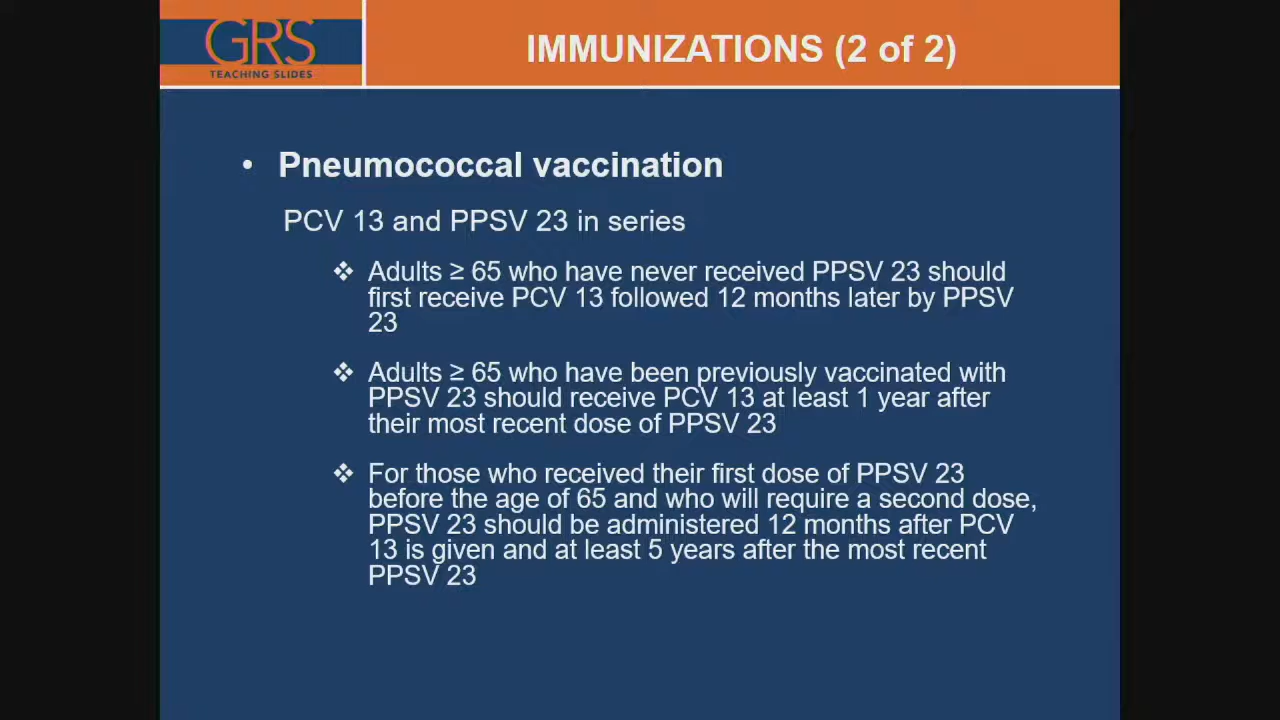 GRS
TEACHING SLIDES
IMMUNIZATIONS (2 of 2)
• Pneumococcal vaccination
PCV 13 and PPSV 23 in series
❖ Adults ≥ 65 who have never received PPSV 23 should
first receive PCV 13 followed 12 months later by PPSV
23
❖ Adults ≥ 65 who have been previously vaccinated with
PPSV 23 should receive PCV 13 at least 1 year after
their most recent dose of PPSV 23
❖ For those who received their first dose of PPSV 23
before the age of 65 and who will require a second dose,
PPSV 23 should be administered 12 months after PCV
13 is given and at least 5 years after the most recent
PPSV 23